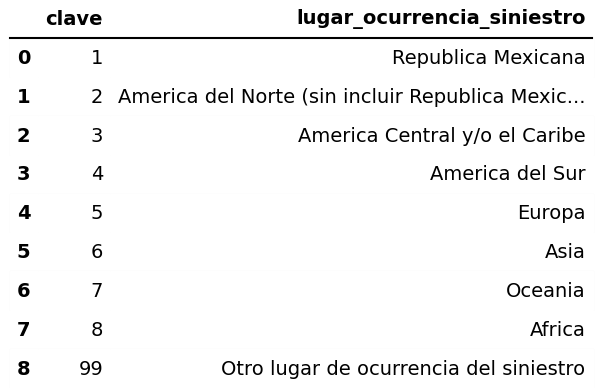 clave lugar_ocurrencia_siniestro
0 1 Republica Mexicana
1 2 America del Norte (sin incluir Republica Mexic...
2 3 America Central y/o el Caribe
3 4 America del Sur
4 5 Europa
5 6 Asia
6 7 Oceania
7 8 Africa
8 99 Otro lugar de ocurrencia del siniestro